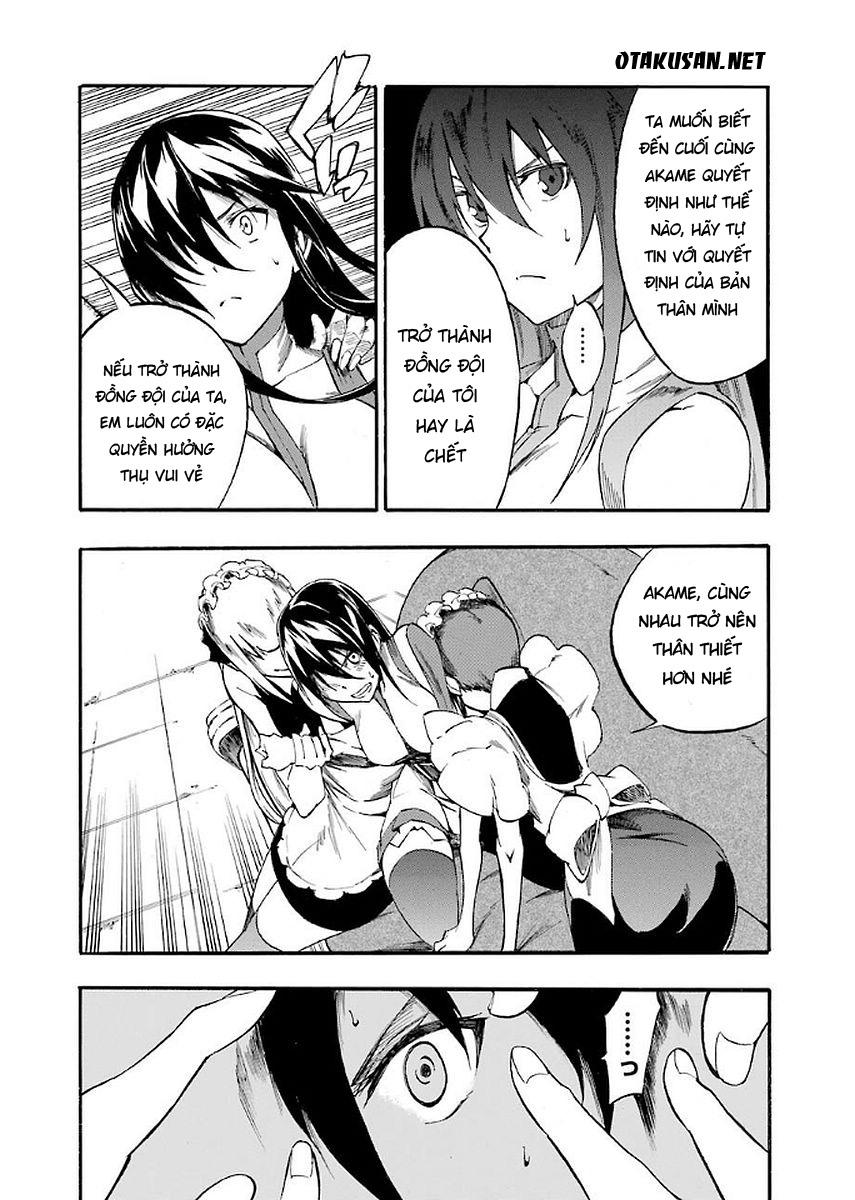 OTAKUSAN.NET
TA MUỐN BIẾT
ĐẾN CUỐI CÙNG
AKAME QUYẾT
ĐỊNH NHƯ THẾ
NÀO, HÃY TỰ
TIN VỚI QUYẾT
ĐỊNH CỦA BẢN
THÂN MÌNH
……
TRỞ THÀNH
ĐỒNG ĐỘI
CỦA TÔI
HAY LÀ
CHẾT
NẾU TRỞ THÀNH
ĐỒNG ĐỘI CỦA TA,
EM LUÔN CÓ ĐẶC
QUYỀN HƯỞNG
THỤ VUI VẺ
AKAME, CÙNG
NHAU TRỞ NÊN
THÂN THIẾT
HƠN NHÉ
……っ